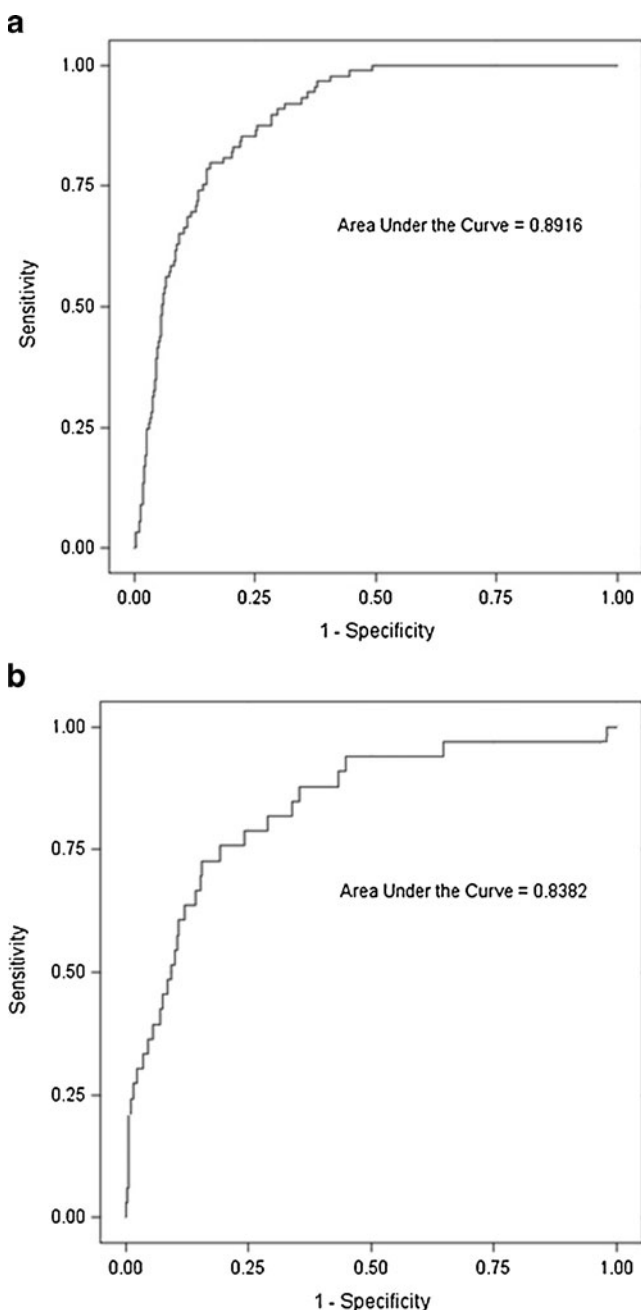 a
1.00
0.75
Area Under the Curve = 0.8916
Sensitivity
0.50
0.25
0.00
0.00 0.25 0.50 0.75 1.00
1 - Specificity
b
1.00
0.75
Area Under the Curve = 0.8382
Sensitivity
0.50
0.25
0.00
0.00 0.25 0.50 0.75 1.00
1 - Specificity